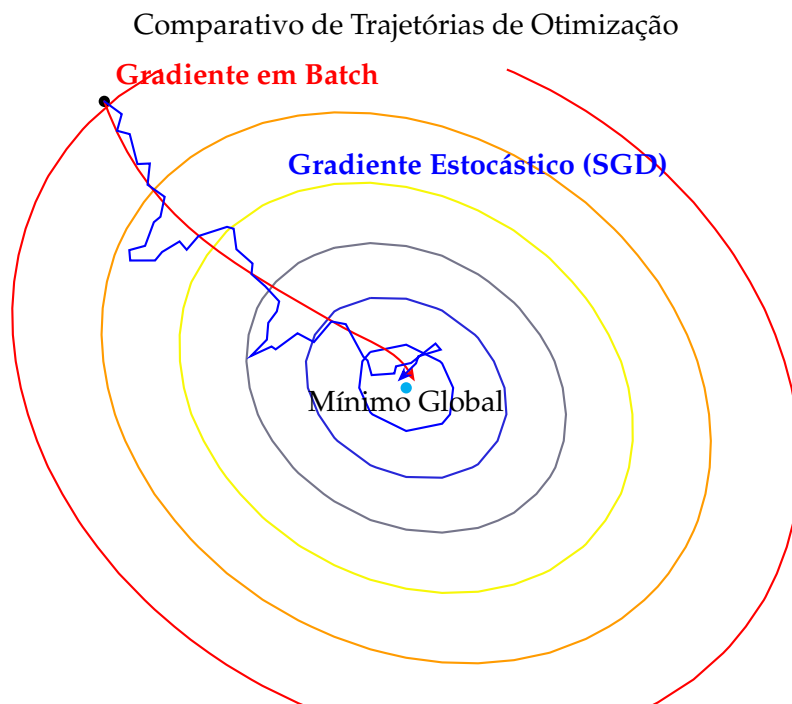 Comparativo de Trajetórias de Otimização
Gradiente em Batch
Gradiente Estocástico (SGD)
Mínimo Global